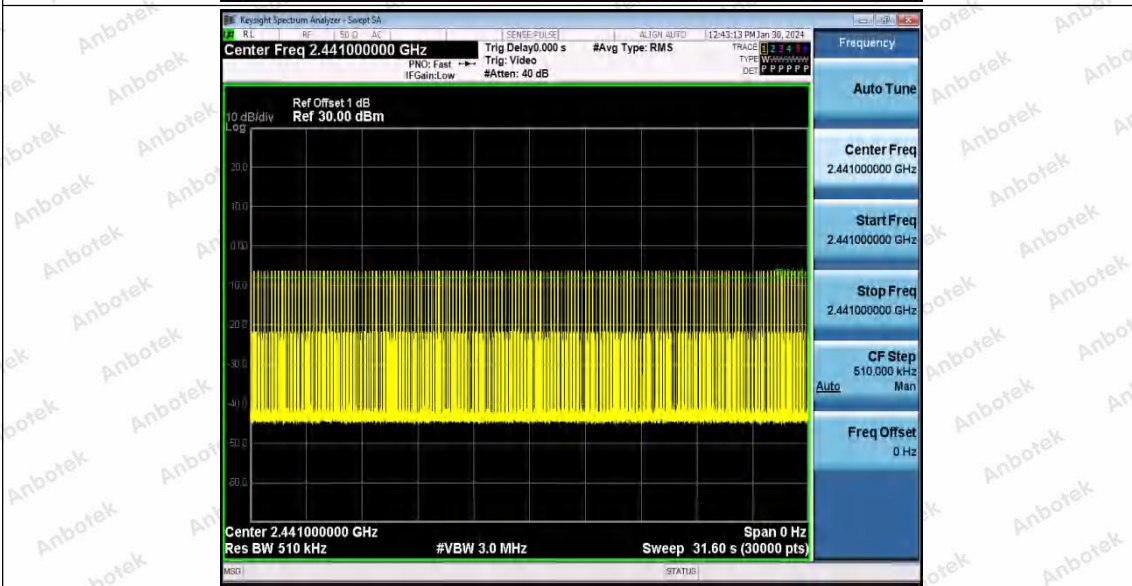 Keysight Spectrum Analyzer - Swept SA
RL RF 50 Ω AC SENSE:PULSE ALIGN AUTO 12:43:13 PM Jan 30, 2024
Center Freq 2.441000000 GHz Trig Delay0.000 s #Avg Type: RMS TRACE 1 2 3 4 5 6
PNO: Fast Trig: Video TYPE W
IFGain:Low #Atten: 40 dB DET P P P P P P
Ref Offset 1 dB
10 dB/div Ref 30.00 dBm
Log
20.0
10.0
0.00
-10.0
-20.0
-30.0
-40.0
-50.0
-60.0
Center 2.441000000 GHz Span 0 Hz
Res BW 510 kHz #VBW 3.0 MHz Sweep 31.60 s (30000 pts)
MSG STATUS
Frequency
Auto Tune
Center Freq
2.441000000 GHz
Start Freq
2.441000000 GHz
Stop Freq
2.441000000 GHz
CF Step
510.000 kHz
Auto Man
Freq Offset
0 Hz
Anbotek